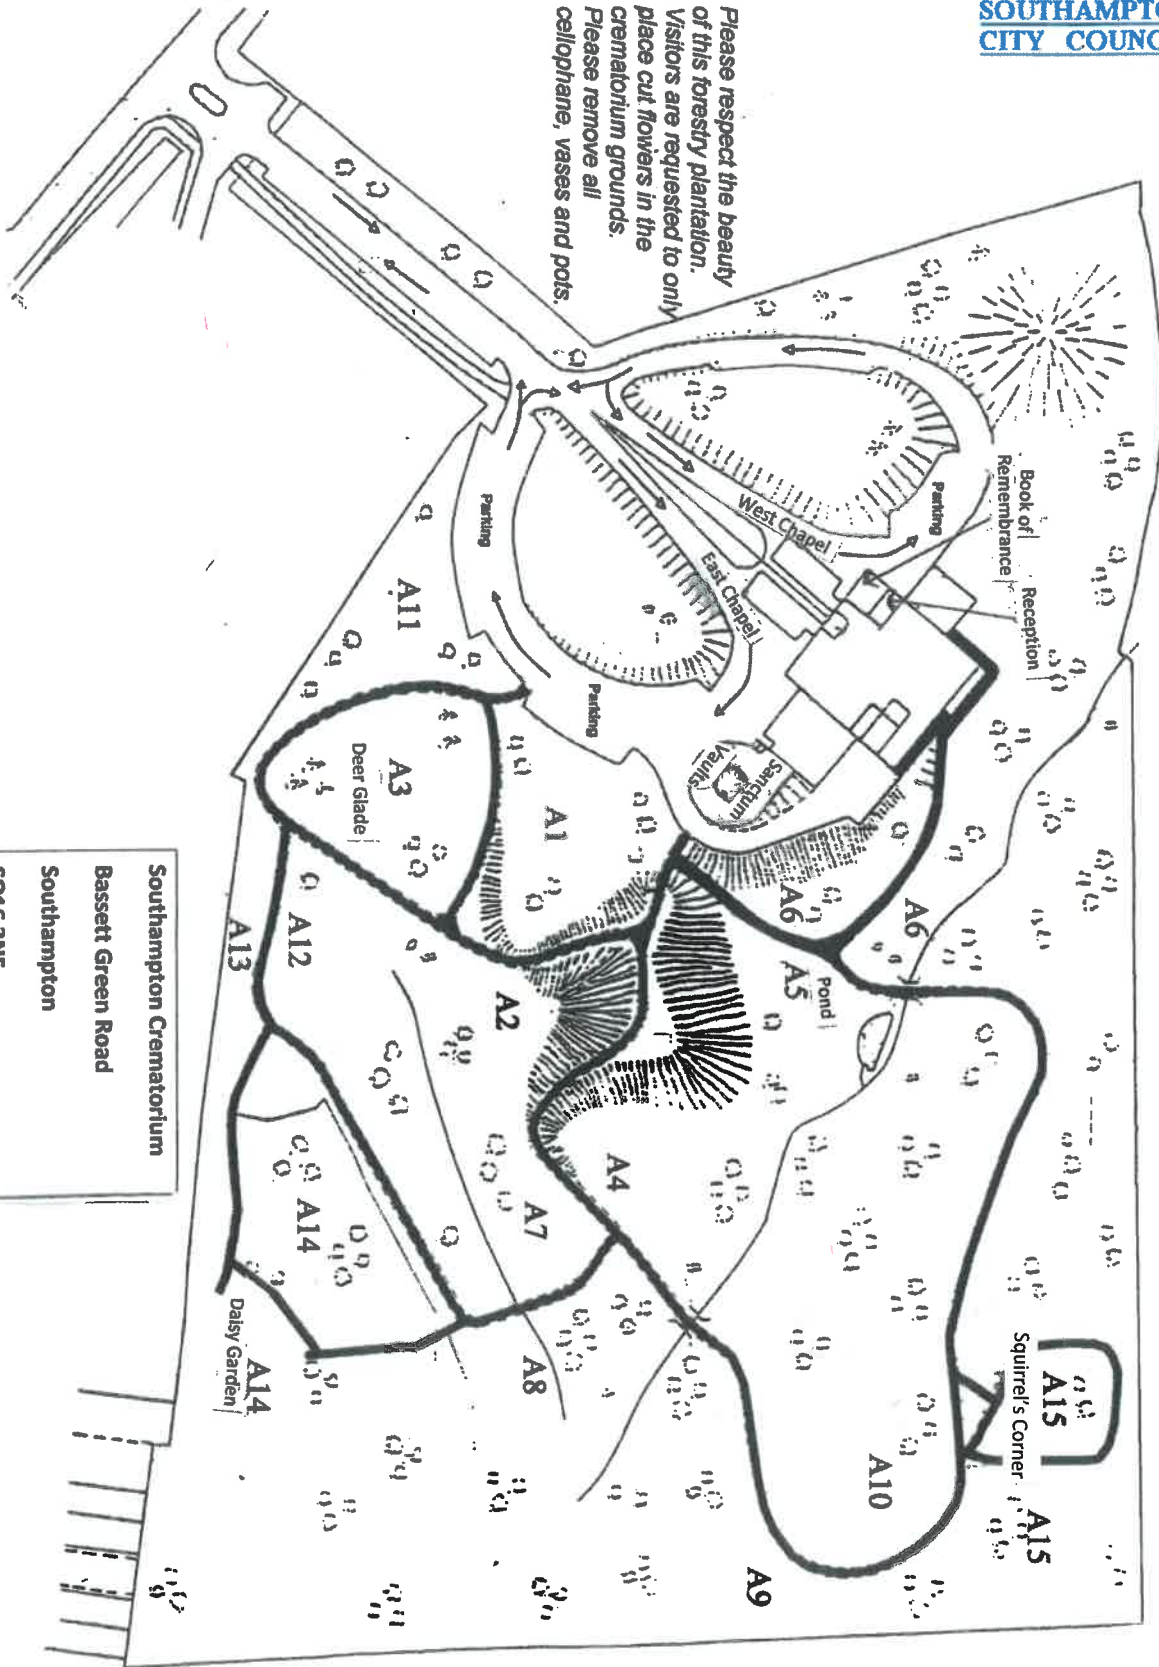 SOUTHAMPTO
CITY COUNC
Please respect the beauty
of this forestry plantation.
Visitors are requested to only
place cut flowers in the
crematorium grounds.
Please remove all
cellophane, vases and pots.
Book of
Remembrance
Reception
Parking
West Chapel
East Chapel
Parking
Parking
Sanctum
Vaults
A11
A3
Deer Glade
A1
A6
A6
Pond
A5
A2
A12
A13
A4
A7
A14
A8
Daisy Garden
A14
A15
Squirrel's Corner
A15
A10
A9
Southampton Crematorium
Bassett Green Road
Southampton